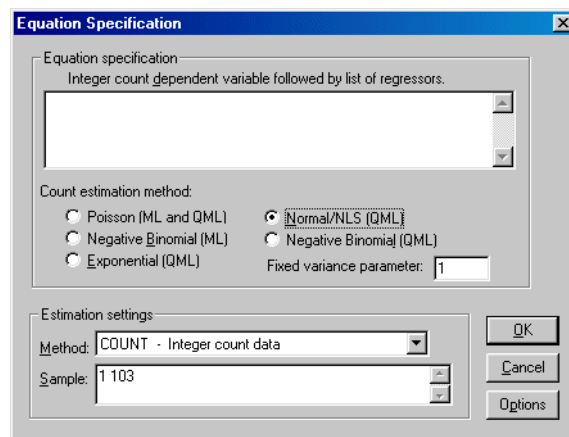 Equation Specification
Equation specification
Integer count dependent variable followed by list of regressors.
Count estimation method:
Poisson (ML and QML)
Normal/NLS (QML)
Negative Binomial (ML)
Negative Binomial (QML)
Exponential (QML)
Fixed variance parameter: 1
Estimation settings
Method: COUNT - Integer count data
Sample: 1 103
OK
Cancel
Options